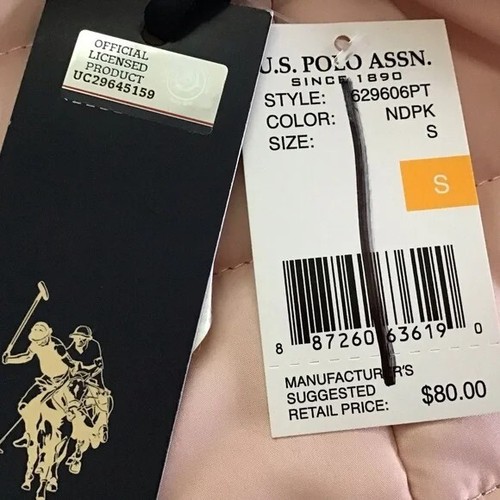 OFFICIAL
LICENSED
PRODUCT
UC29645159
U.S. POLO ASSN.
SINCE 1890
STYLE: 629606PT
COLOR: NDPK
SIZE: S
S
8 87260 63619 0
MANUFACTURER'S
SUGGESTED
RETAIL PRICE: $80.00